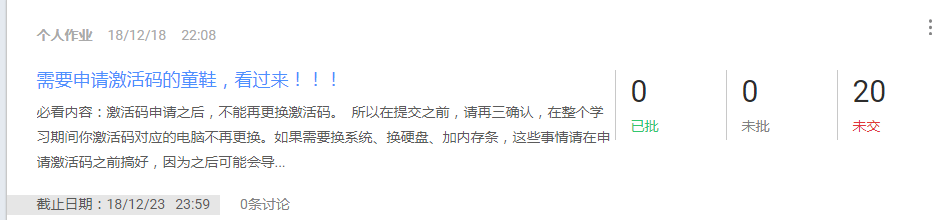 个人作业 18/12/18 22:08
需要申请激活码的童鞋，看过来！！！
必看内容：激活码申请之后，不能再更换激活码。 所以在提交之前，请再三确认，在整个学
习期间你激活码对应的电脑不再更换。如果需要换系统、换硬盘、加内存条，这些事情请在申
请激活码之前搞好，因为之后可能会导...
0 已批
0 未批
20 未交
截止日期：18/12/23 23:59 0条讨论